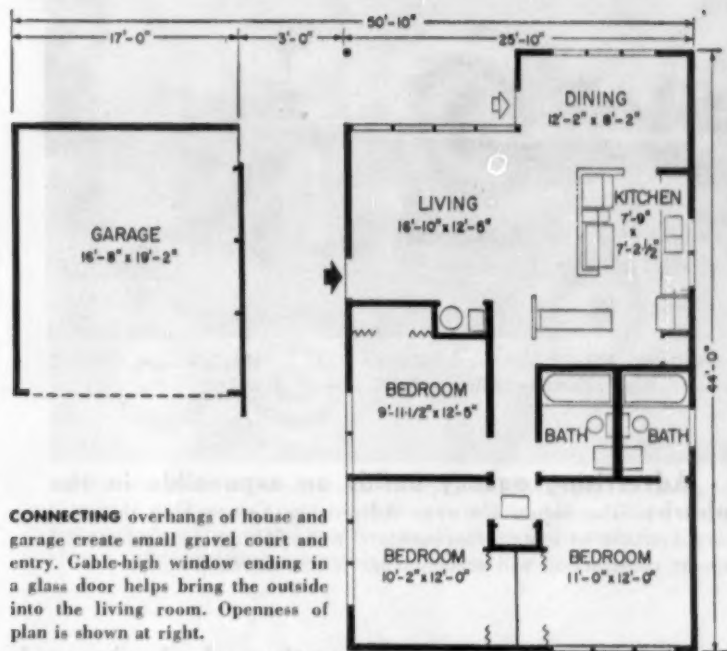 50'-10"
17'-0" 3'-0" 25'-10"
DINING
12'-2" x 8'-2"
LIVING
16'-10" x 12'-5"
KITCHEN
7'-9"
x
7'-2½"
GARAGE
16'-8" x 19'-2"
44'-0"
BEDROOM
9'-11-1/2" x 12'-5"
BATH BATH
BEDROOM
10'-2" x 12'-0"
BEDROOM
11'-0" x 12'-0"
CONNECTING overhangs of house and
garage create small gravel court and
entry. Gable-high window ending in
a glass door helps bring the outside
into the living room. Openness of
plan is shown at right.